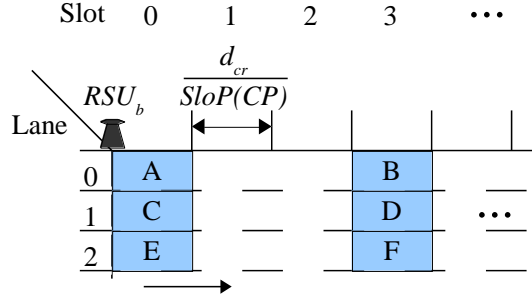 Slot 0 1 2 3 •••
d_cr
RSU_b SloP(CP)
Lane
0 A B
1 C D •••
2 E F